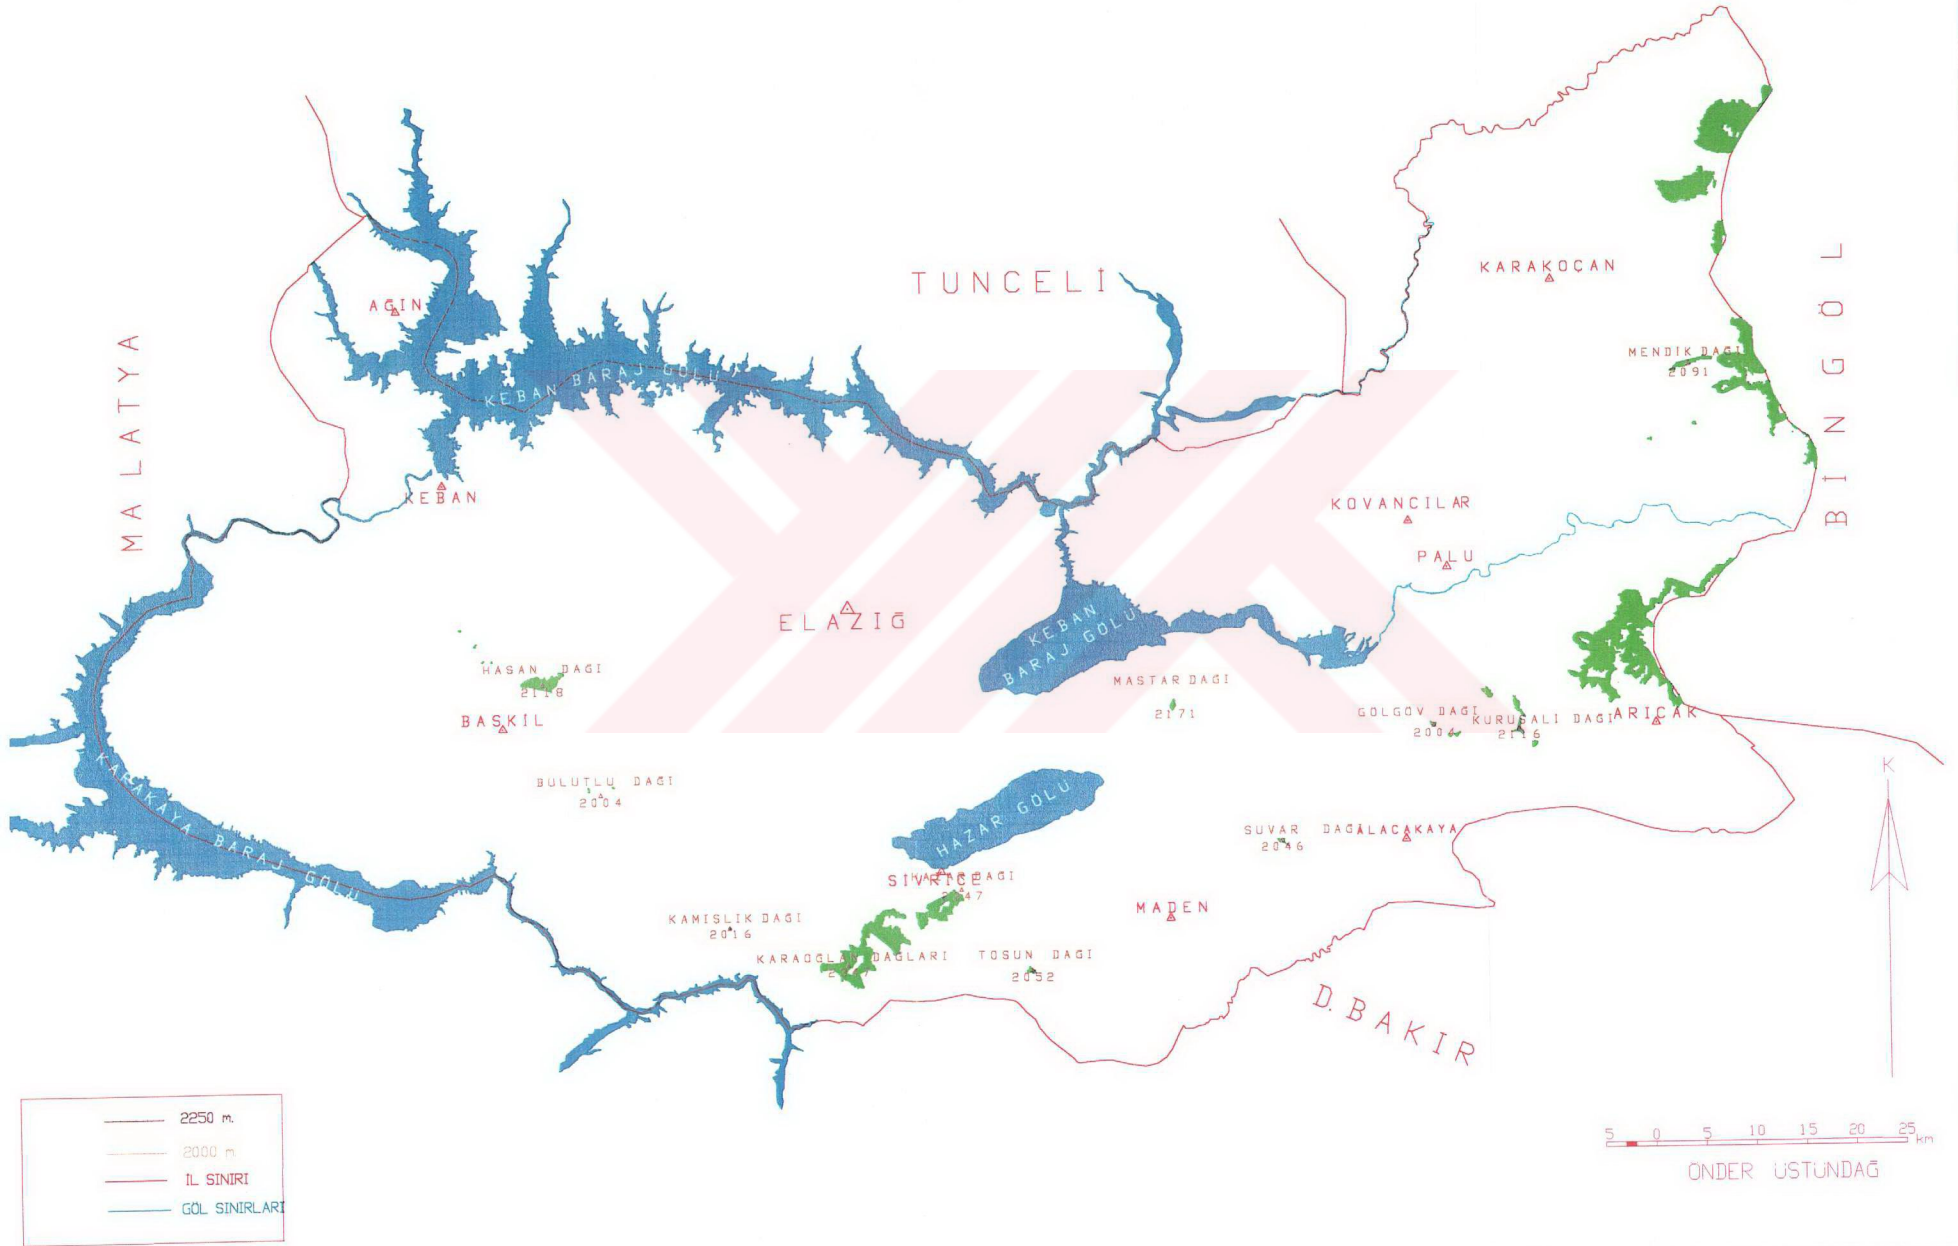 TUNCELİ
KARAKOÇAN
AĞIN
MALATYA
BİNGÖL
MENDİK DAĞI
2091
KEBAN BARAJ GÖLÜ
KEBAN
KOVANCILAR
PALU
ELAZIĞ
KEBAN
BARAJ GÖLÜ
HASAN DAĞI
2118
BASKİL
MASTAR DAĞI
2171
GÖLGÖV DAĞI
2004
KURUŞALI DAĞI
2116
ARICAK
KARAKAYA BARAJ GÖLÜ
BULUTLU DAĞI
2004
HAZAR GÖLÜ
K
SUVAR DAĞI
2046
ALACAKAYA
SİVRİCE
DAĞI
47
MADEN
KAMIŞLIK DAĞI
2016
KARAOĞLAN DAĞLARI
TOSUN DAĞI
2052
D.BAKIR
2250 m.
2000 m
İL SINIRI
GÖL SINIRLARI
5 0 5 10 15 20 25 km
ÖNDER ÜSTÜNDAĞ